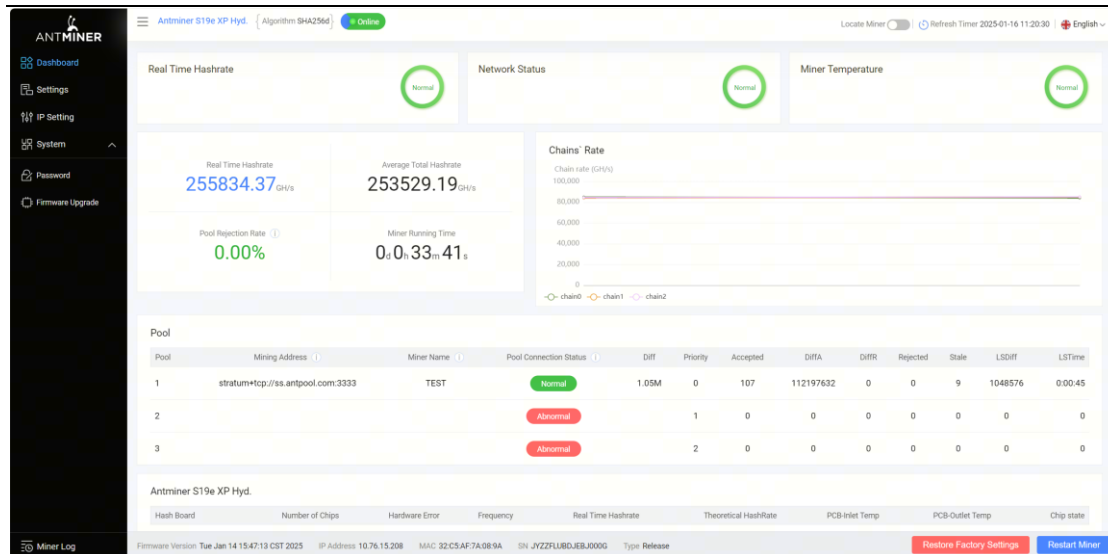 ANTMINER
Antminer S19e XP Hyd. { Algorithm SHA256d } Online
Locate Miner Refresh Timer 2025-01-16 11:20:30 English
Dashboard
Settings
IP Setting
System
Password
Firmware Upgrade
Miner Log
Real Time Hashrate
Normal
Network Status
Normal
Miner Temperature
Normal
Real Time Hashrate
255834.37 GH/s
Average Total Hashrate
253529.19 GH/s
Pool Rejection Rate
0.00%
Miner Running Time
0d 0h 33m 41s
Chains` Rate
Chain rate (GH/s)
100,000
80,000
60,000
40,000
20,000
0
chain0 chain1 chain2
Pool
Pool Mining Address Miner Name Pool Connection Status Diff Priority Accepted DiffA DiffR Rejected Stale LSDiff LSTime
1 stratum+tcp://ss.antpool.com:3333 TEST Normal 1.05M 0 107 112197632 0 0 9 1048576 0:00:45
2 Abnormal 1 0 0 0 0 0 0 0
3 Abnormal 2 0 0 0 0 0 0 0
Antminer S19e XP Hyd.
Hash Board Number of Chips Hardware Error Frequency Real Time Hashrate Theoretical HashRate PCB-Inlet Temp PCB-Outlet Temp Chip state
Firmware Version Tue Jan 14 15:47:13 CST 2025 IP Address 10.76.15.208 MAC 32:C5:AF:7A:08:9A SN JYZZFLUBDJEBJ000G Type Release
Restore Factory Settings Restart Miner